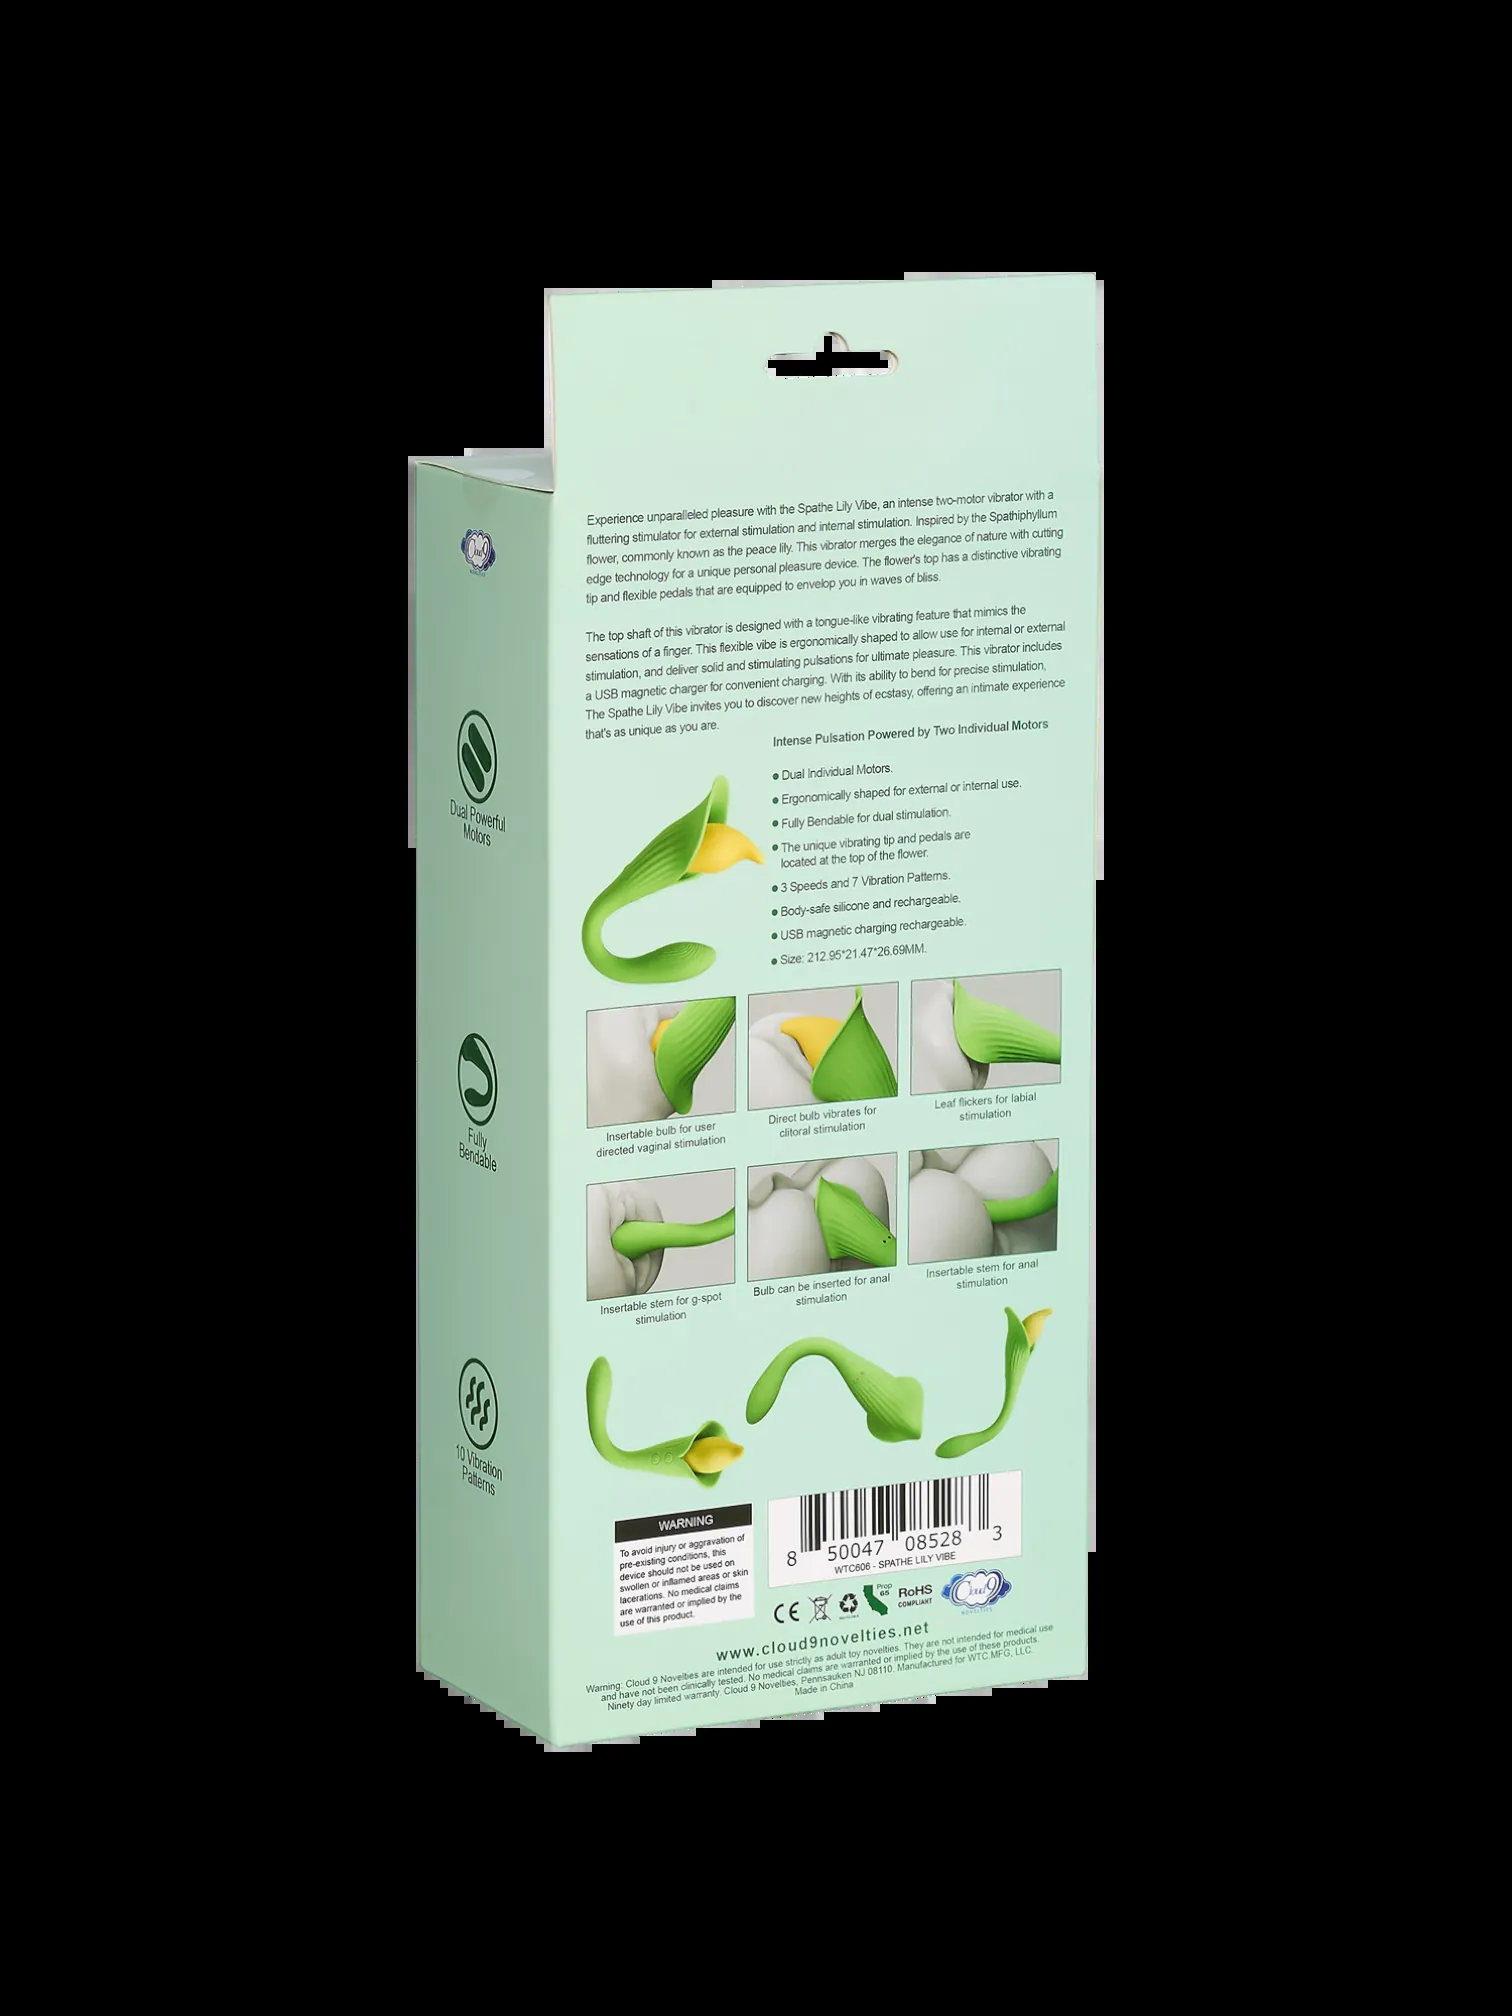 Experience unparalleled pleasure with the Spathe Lily Vibe, an intense two-motor vibrator with a
fluttering stimulator for external stimulation and internal stimulation. Inspired by the Spathiphyllum
flower, commonly known as the peace lily. This vibrator merges the elegance of nature with cutting
edge technology for a unique personal pleasure device. The flower's top has a distinctive vibrating
tip and flexible pedals that are equipped to envelop you in waves of bliss.
The top shaft of this vibrator is designed with a tongue-like vibrating feature that mimics the
sensations of a finger. This flexible vibe is ergonomically shaped to allow use for internal or external
stimulation, and deliver solid and stimulating pulsations for ultimate pleasure. This vibrator includes
a USB magnetic charger for convenient charging. With its ability to bend for precise stimulation,
The Spathe Lily Vibe invites you to discover new heights of ecstasy, offering an intimate experience
that's as unique as you are.
Intense Pulsation Powered by Two Individual Motors
● Dual Individual Motors.
● Ergonomically shaped for external or internal use.
● Fully Bendable for dual stimulation.
● The unique vibrating tip and pedals are
located at the top of the flower.
● 3 Speeds and 7 Vibration Patterns.
● Body-safe silicone and rechargeable.
● USB magnetic charging rechargeable.
● Size: 212.95*21.47*26.69MM.
Insertable bulb for user
directed vaginal stimulation
Direct bulb vibrates for
clitoral stimulation
Leaf flickers for labial
stimulation
Insertable stem for g-spot
stimulation
Bulb can be inserted for anal
stimulation
Insertable stem for anal
stimulation
WARNING
To avoid injury or aggravation of
pre-existing conditions, this
device should not be used on
swollen or inflamed areas or skin
lacerations. No medical claims
are warranted or implied by the
use of this product.
8 50047 08528 3
WTC606 - SPATHE LILY VIBE
CE
Prop
65
RoHS
COMPLIANT
Cloud 9
NOVELTIES
www.cloud9novelties.net
Warning: Cloud 9 Novelties are intended for use strictly as adult toy novelties. They are not intended for medical use
and have not been clinically tested. No medical claims are warranted or implied by the use of these products.
Ninety day limited warranty. Cloud 9 Novelties, Pennsauken NJ 08110. Manufactured for WTC.MFG, LLC.
Made in China
Cloud 9
NOVELTIES
Dual Powerful
Motors
Fully
Bendable
10 Vibration
Patterns